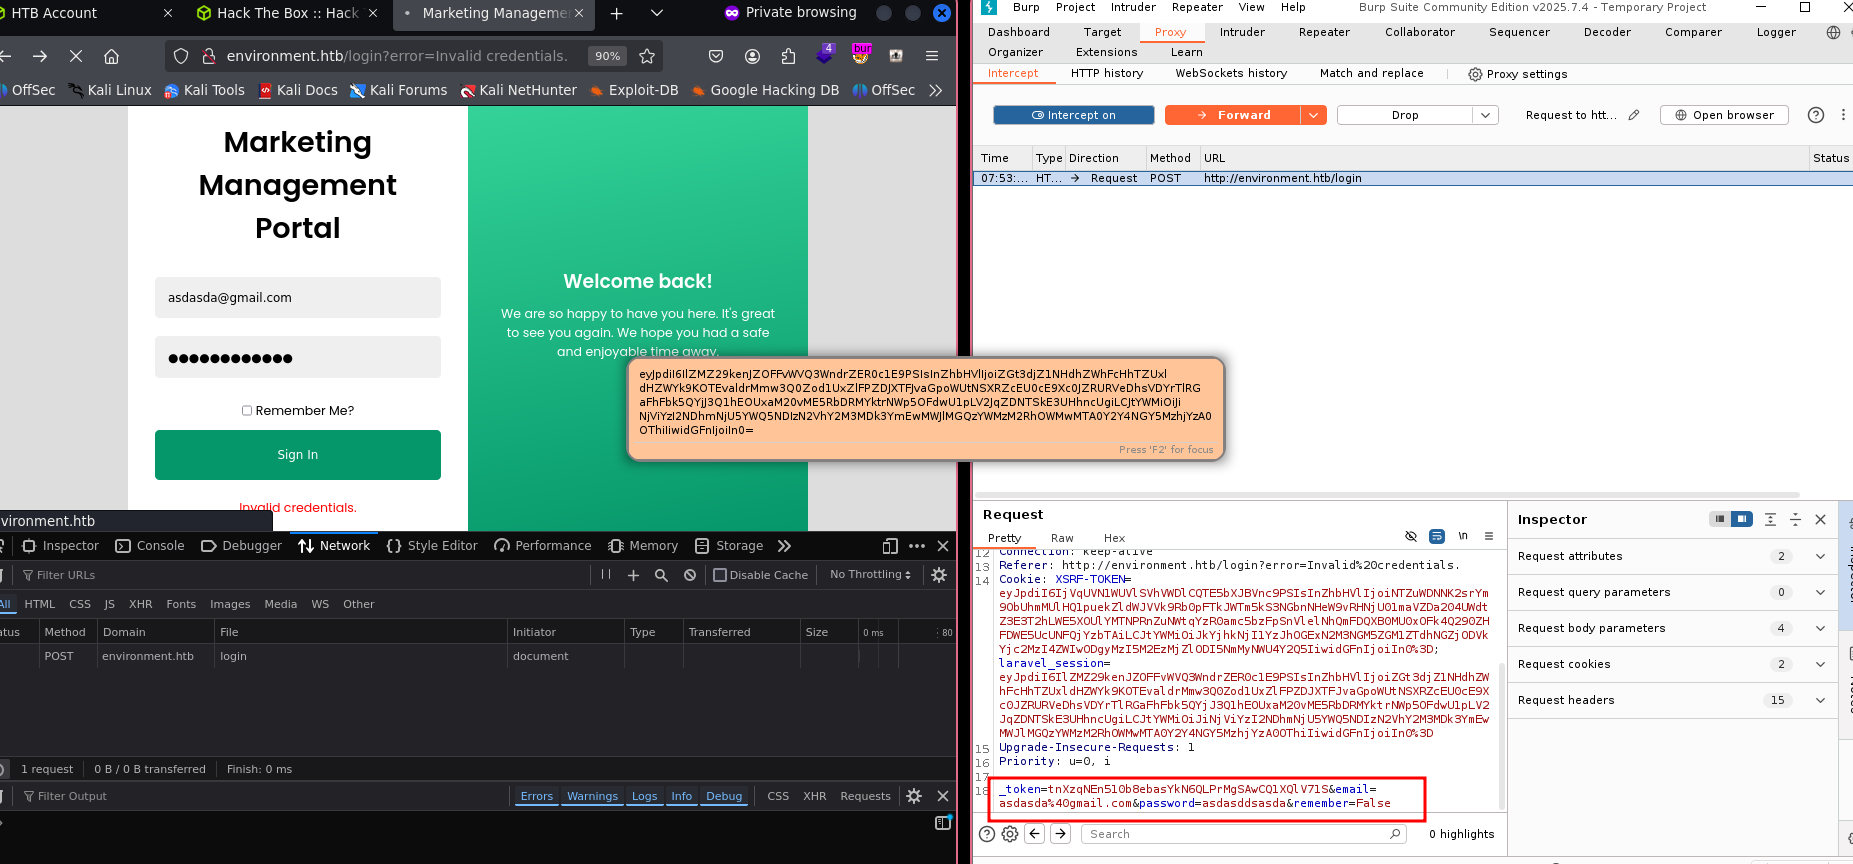 HTB Account
Hack The Box :: Hack
Marketing Manageme
Private browsing
environment.htb/login?error=Invalid credentials.
90%
4
bur
OffSec
Kali Linux
Kali Tools
Kali Docs
Kali Forums
Kali NetHunter
Exploit-DB
Google Hacking DB
OffSec
Marketing
Management
Portal
asdasda@gmail.com
Remember Me?
Sign In
Invalid credentials.
Welcome back!
We are so happy to have you here. It's great
to see you again. We hope you had a safe
and enjoyable time away.
vironment.htb
Inspector
Console
Debugger
Network
Style Editor
Performance
Memory
Storage
Filter URLs
Disable Cache
No Throttling
All
HTML
CSS
JS
XHR
Fonts
Images
Media
WS
Other
atus
Method
Domain
File
Initiator
Type
Transferred
Size
0 ms
80
POST
environment.htb
login
document
1 request
0 B / 0 B transferred
Finish: 0 ms
Filter Output
Errors
Warnings
Logs
Info
Debug
CSS
XHR
Requests
Press 'F2' for focus
Burp
Project
Intruder
Repeater
View
Help
Burp Suite Community Edition v2025.7.4 - Temporary Project
Dashboard
Target
Proxy
Intruder
Repeater
Collaborator
Sequencer
Decoder
Comparer
Logger
Organizer
Extensions
Learn
Intercept
HTTP history
WebSockets history
Match and replace
Proxy settings
Intercept on
Forward
Drop
Request to htt...
Open browser
Time
Type
Direction
Method
URL
Status
07:53:...
HT...
Request
POST
http://environment.htb/login
Request
Pretty
Raw
Hex
\n
12 Connection: keep-alive
13 Referer: http://environment.htb/login?error=Invalid%20credentials.
14 Cookie: XSRF-TOKEN=
laravel_session=
15 Upgrade-Insecure-Requests: 1
16 Priority: u=0, i
17
18 _token=tnXzqNEn510b8ebasYkN6QLPrMgSAwCQ1XQlV71S&email=
asdasda%40gmail.com&password=asdasddsasda&remember=False
Search
0 highlights
Inspector
Request attributes
2
Request query parameters
0
Request body parameters
4
Request cookies
2
Request headers
15